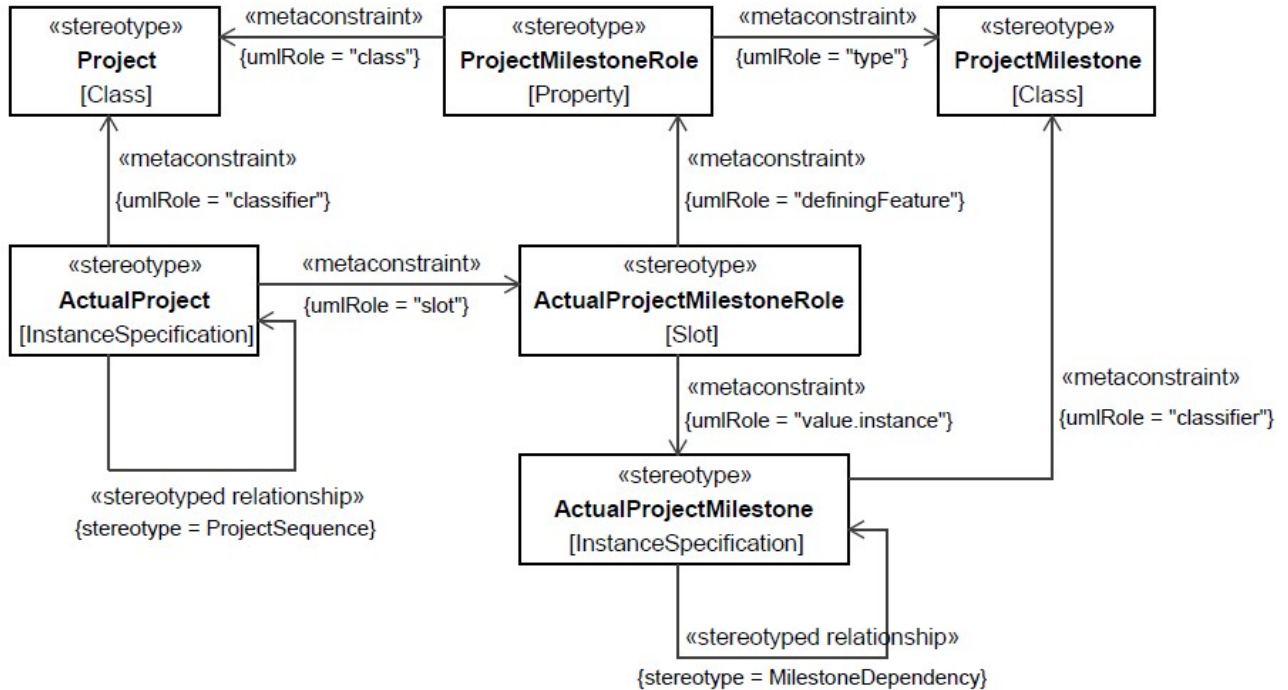 «stereotype»
Project
[Class]
«metaconstraint»
{umlRole = "class"}
«stereotype»
ProjectMilestoneRole
[Property]
«metaconstraint»
{umlRole = "type"}
«stereotype»
ProjectMilestone
[Class]
«metaconstraint»
{umlRole = "classifier"}
«metaconstraint»
{umlRole = "definingFeature"}
«stereotype»
ActualProject
[InstanceSpecification]
«metaconstraint»
{umlRole = "slot"}
«stereotype»
ActualProjectMilestoneRole
[Slot]
«metaconstraint»
{umlRole = "value.instance"}
«metaconstraint»
{umlRole = "classifier"}
«stereotyped relationship»
{stereotype = ProjectSequence}
«stereotype»
ActualProjectMilestone
[InstanceSpecification]
«stereotyped relationship»
{stereotype = MilestoneDependency}